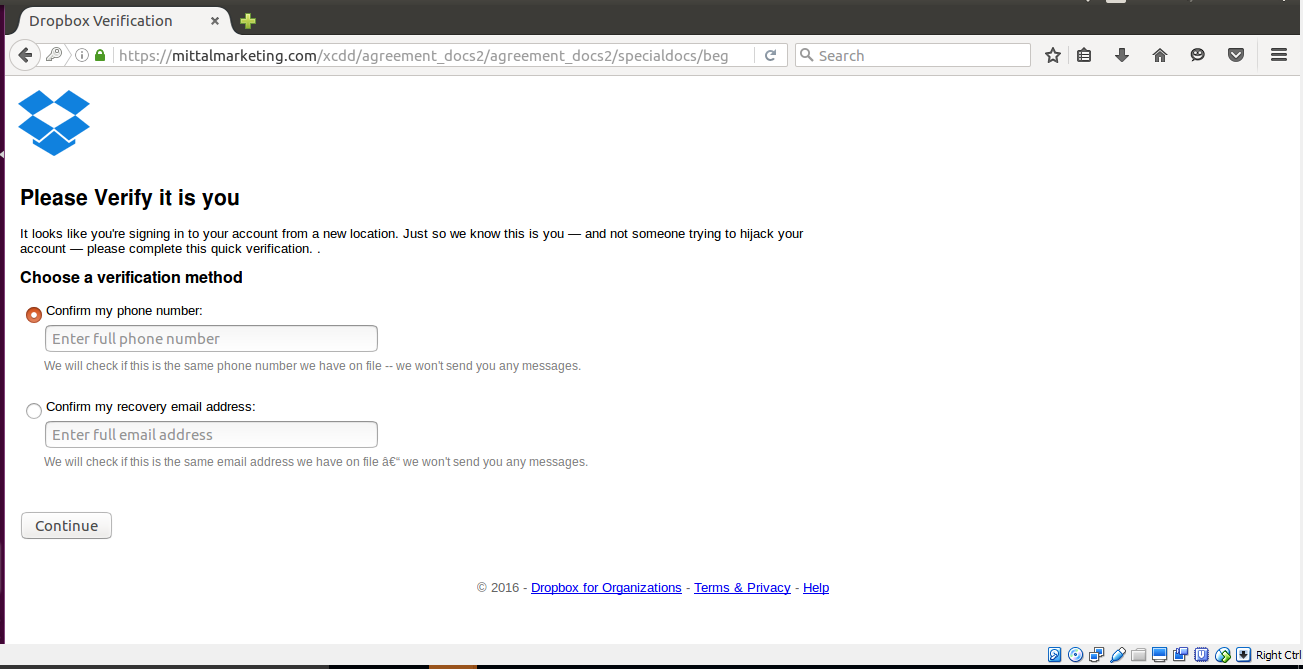 Dropbox Verification
https://mittalmarketing.com/xcdd/agreement_docs2/agreement_docs2/specialdocs/beg
Search
Please Verify it is you
It looks like you're signing in to your account from a new location. Just so we know this is you — and not someone trying to hijack your
account — please complete this quick verification. .
Choose a verification method
Confirm my phone number:
Enter full phone number
We will check if this is the same phone number we have on file -- we won't send you any messages.
Confirm my recovery email address:
Enter full email address
We will check if this is the same email address we have on file â€“ we won't send you any messages.
Continue
© 2016 - Dropbox for Organizations - Terms & Privacy - Help
Right Ctrl